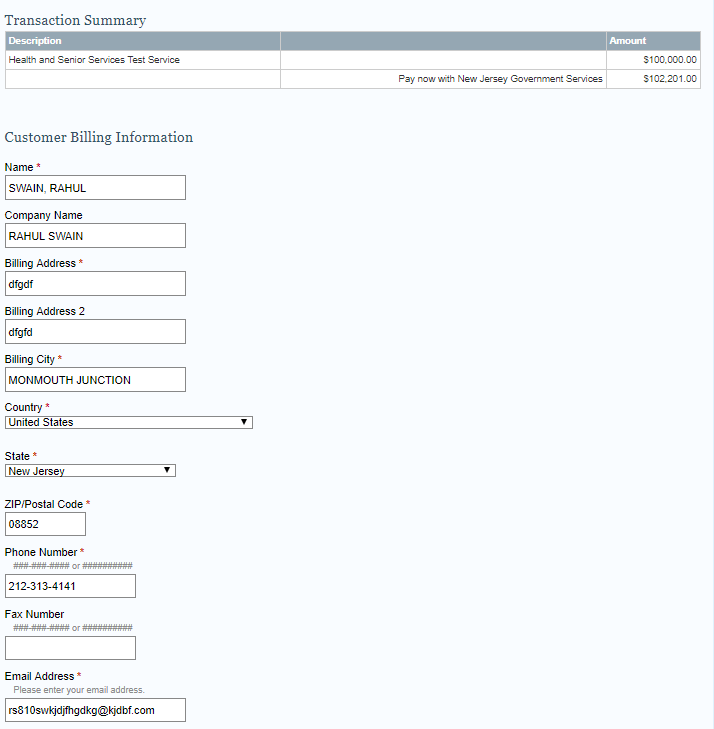 Transaction Summary
Description Amount
Health and Senior Services Test Service $100,000.00
Pay now with New Jersey Government Services $102,201.00
Customer Billing Information
Name *
SWAIN, RAHUL
Company Name
RAHUL SWAIN
Billing Address *
dfgdf
Billing Address 2
dfgfd
Billing City *
MONMOUTH JUNCTION
Country *
United States
State *
New Jersey
ZIP/Postal Code *
08852
Phone Number *
###-###-#### or ##########
212-313-4141
Fax Number
###-###-#### or ##########
Email Address *
Please enter your email address.
rs810swkjdjfhgdkg@kjdbf.com